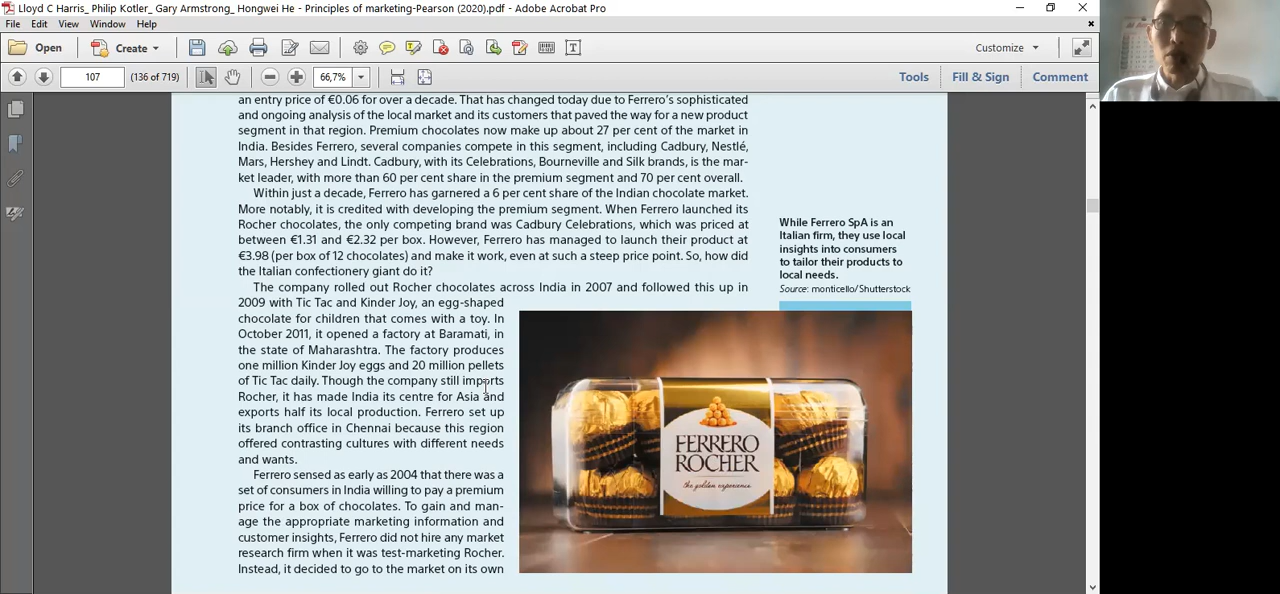 Lloyd C Harris_ Philip Kotler_ Gary Armstrong_ Hongwei He - Principles of marketing-Pearson (2020).pdf - Adobe Acrobat Pro
File Edit View Window Help
Open Create Customize
107 (136 of 719) 66,7% Tools Fill & Sign Comment
an entry price of €0.06 for over a decade. That has changed today due to Ferrero's sophisticated
and ongoing analysis of the local market and its customers that paved the way for a new product
segment in that region. Premium chocolates now make up about 27 per cent of the market in
India. Besides Ferrero, several companies compete in this segment, including Cadbury, Nestlé,
Mars, Hershey and Lindt. Cadbury, with its Celebrations, Bourneville and Silk brands, is the mar-
ket leader, with more than 60 per cent share in the premium segment and 70 per cent overall.
Within just a decade, Ferrero has garnered a 6 per cent share of the Indian chocolate market.
More notably, it is credited with developing the premium segment. When Ferrero launched its
Rocher chocolates, the only competing brand was Cadbury Celebrations, which was priced at
between €1.31 and €2.32 per box. However, Ferrero has managed to launch their product at
€3.98 (per box of 12 chocolates) and make it work, even at such a steep price point. So, how did
the Italian confectionery giant do it?
The company rolled out Rocher chocolates across India in 2007 and followed this up in
2009 with Tic Tac and Kinder Joy, an egg-shaped
chocolate for children that comes with a toy. In
October 2011, it opened a factory at Baramati, in
the state of Maharashtra. The factory produces
one million Kinder Joy eggs and 20 million pellets
of Tic Tac daily. Though the company still imports
Rocher, it has made India its centre for Asia and
exports half its local production. Ferrero set up
its branch office in Chennai because this region
offered contrasting cultures with different needs
and wants.
Ferrero sensed as early as 2004 that there was a
set of consumers in India willing to pay a premium
price for a box of chocolates. To gain and man-
age the appropriate marketing information and
customer insights, Ferrero did not hire any market
research firm when it was test-marketing Rocher.
Instead, it decided to go to the market on its own
While Ferrero SpA is an
Italian firm, they use local
insights into consumers
to tailor their products to
local needs.
Source: monticello/Shutterstock
FERRERO
ROCHER
the golden experience